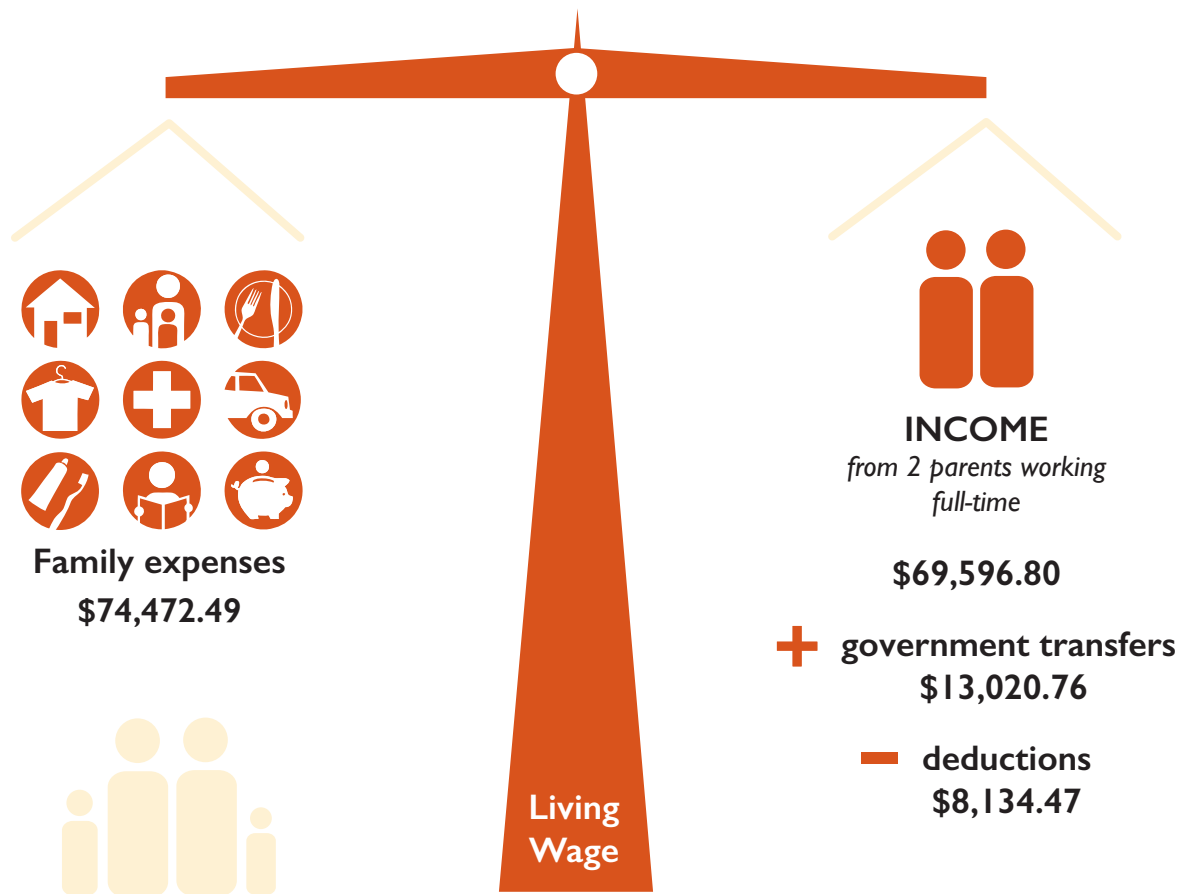 Family expenses
$74,472.49
INCOME
from 2 parents working
full-time
$69,596.80
+ government transfers
$13,020.76
- deductions
$8,134.47
Living
Wage